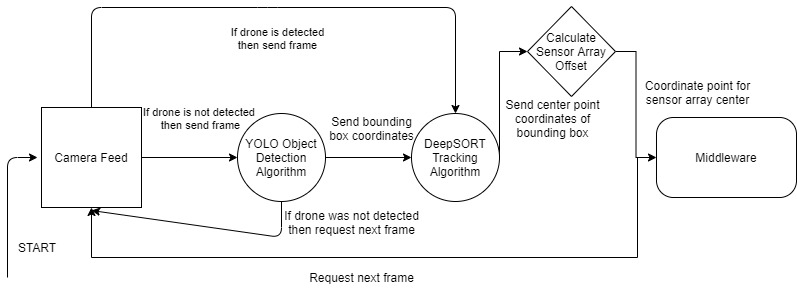 If drone is detected
then send frame
Calculate
Sensor Array
Offset
If drone is not detected
then send frame
Send bounding
box coordinates
Send center point
coordinates of
bounding box
Coordinate point for
sensor array center
Camera Feed
YOLO Object
Detection
Algorithm
DeepSORT
Tracking
Algorithm
Middleware
If drone was not detected
then request next frame
START
Request next frame